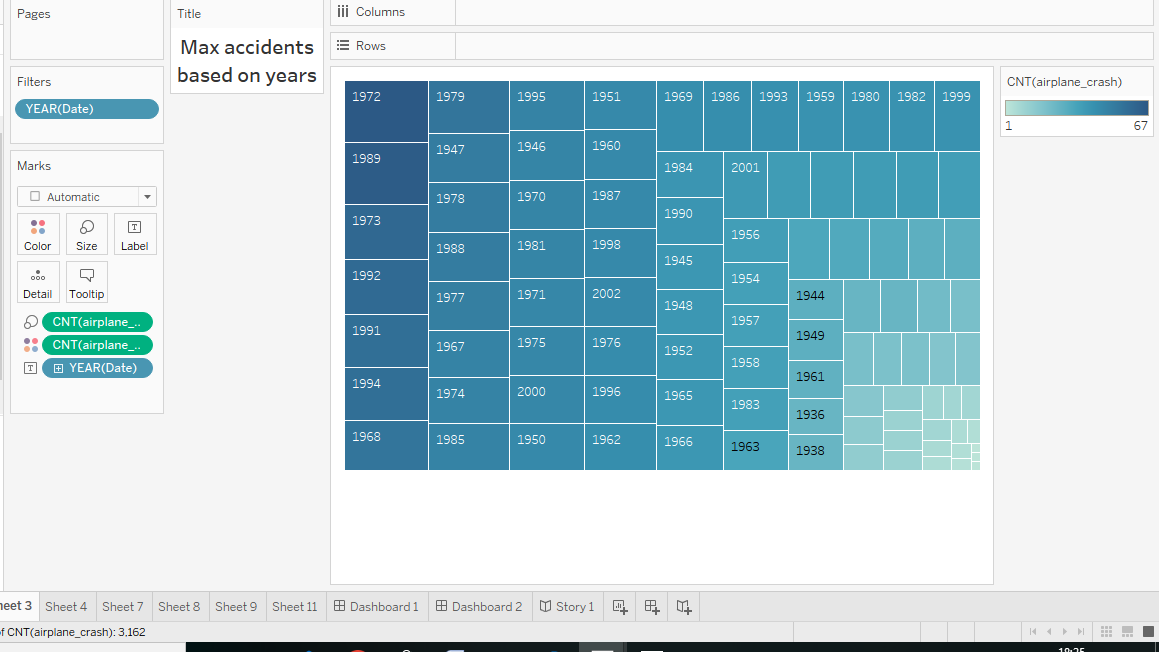 Pages
Title
Columns
Rows
Max accidents
based on years
Filters
YEAR(Date)
Marks
Automatic
Color
Size
Label
Detail
Tooltip
CNT(airplane_..
CNT(airplane_..
YEAR(Date)
1972
1989
1973
1992
1991
1994
1968
1979
1947
1978
1988
1977
1967
1974
1985
1995
1946
1970
1981
1971
1975
2000
1950
1951
1960
1987
1998
2002
1976
1996
1962
1969
1986
1993
1959
1980
1982
1999
1984
1990
1945
1948
1952
1965
1966
2001
1956
1954
1957
1958
1983
1963
1944
1949
1961
1936
1938
CNT(airplane_crash)
1
67
heet 3
Sheet 4
Sheet 7
Sheet 8
Sheet 9
Sheet 11
Dashboard 1
Dashboard 2
Story 1
of CNT(airplane_crash): 3,162